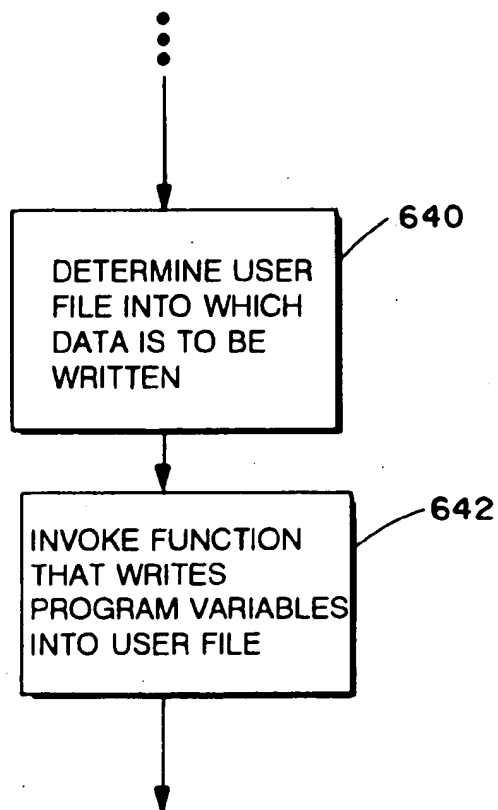 640
DETERMINE USER
FILE INTO WHICH
DATA IS TO BE
WRITTEN
642
INVOKE FUNCTION
THAT WRITES
PROGRAM VARIABLES
INTO USER FILE